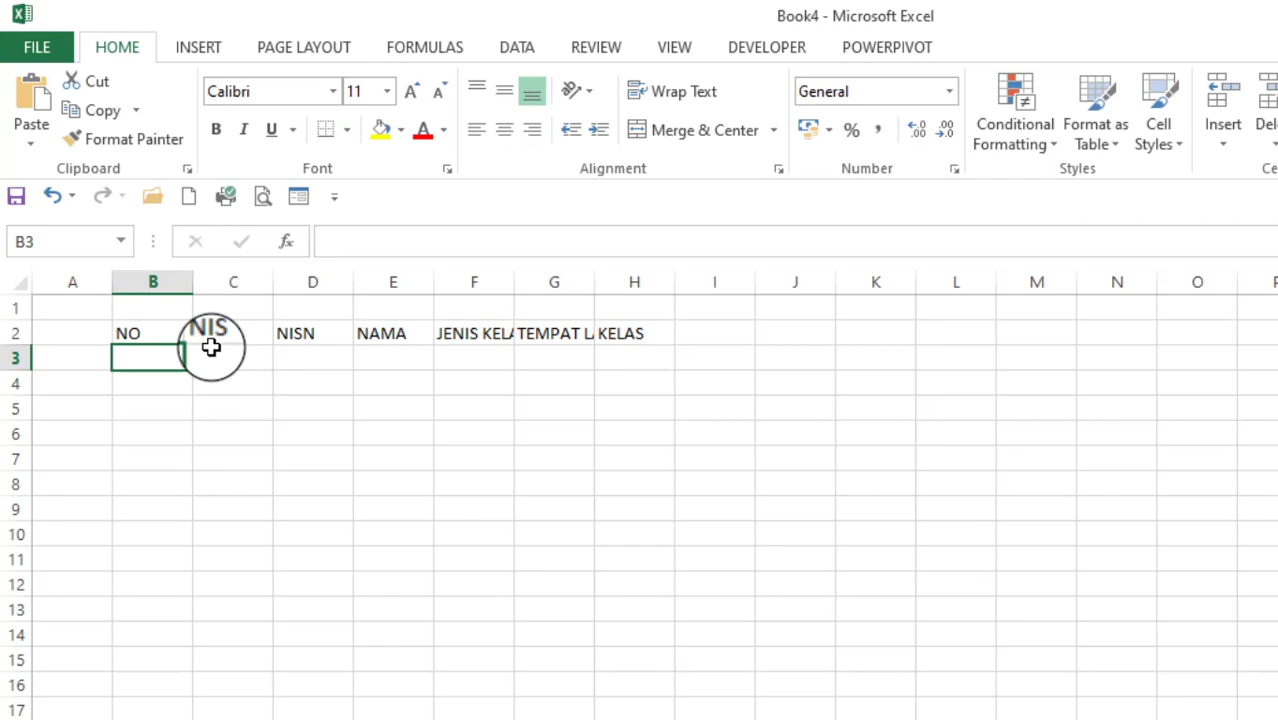 Book4 - Microsoft Excel
FILE HOME INSERT PAGE LAYOUT FORMULAS DATA REVIEW VIEW DEVELOPER POWERPIVOT
Cut
Calibri 11
Wrap Text
General
Copy
B I U
Merge & Center
Paste
Format Painter
Conditional Formatting
Format as Table
Cell Styles
Insert
Clipboard Font Alignment Number Styles
B3
A B C D E F G H I J K L M N O
1
2 NO NIS NISN NAMA JENIS KELA TEMPAT LA KELAS
3
4
5
6
7
8
9
10
11
12
13
14
15
16
17